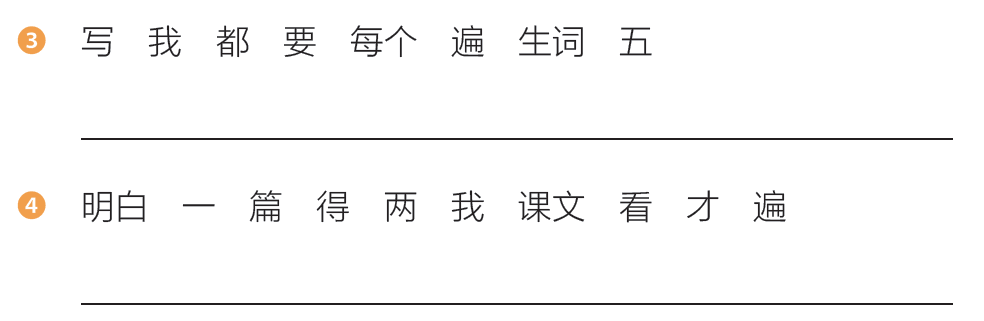 3 写 我 都 要 每个 遍 生词 五
4 明白 一 篇 得 两 我 课文 看 才 遍